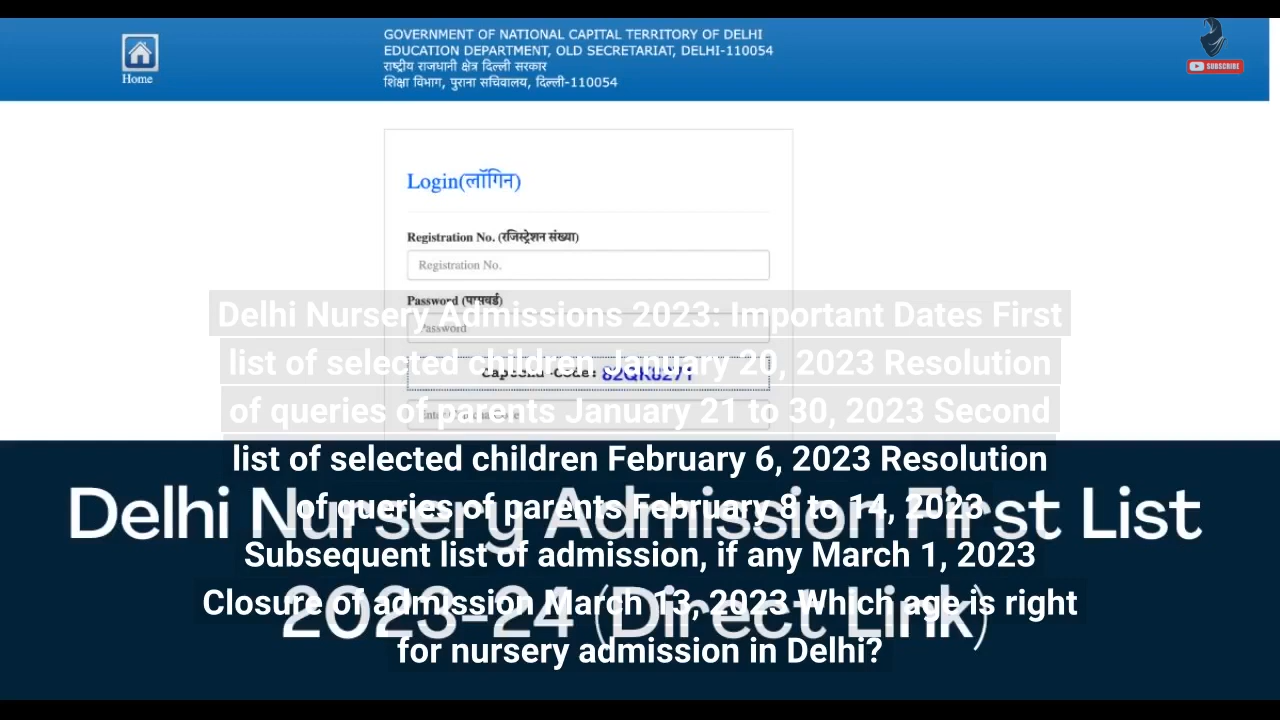 GOVERNMENT OF NATIONAL CAPITAL TERRITORY OF DELHI
EDUCATION DEPARTMENT, OLD SECRETARIAT, DELHI-110054
राष्ट्रीय राजधानी क्षेत्र दिल्ली सरकार
शिक्षा विभाग, पुराना सचिवालय, दिल्ली-110054
Home
SUBSCRIBE
Login(लॉगिन)
Registration No. (रजिस्ट्रेशन संख्या)
Registration No.
Password (पासवर्ड)
Password
Delhi Nursery Admissions 2023: Important Dates First
list of selected children January 20, 2023 Resolution
of queries of parents January 21 to 30, 2023 Second
list of selected children February 6, 2023 Resolution
of queries of parents February 8 to 14, 2023
Subsequent list of admission, if any March 1, 2023
Closure of admission March 13, 2023 Which age is right
for nursery admission in Delhi?
Delhi Nursery Admission First List
2023-24 (Direct Link)